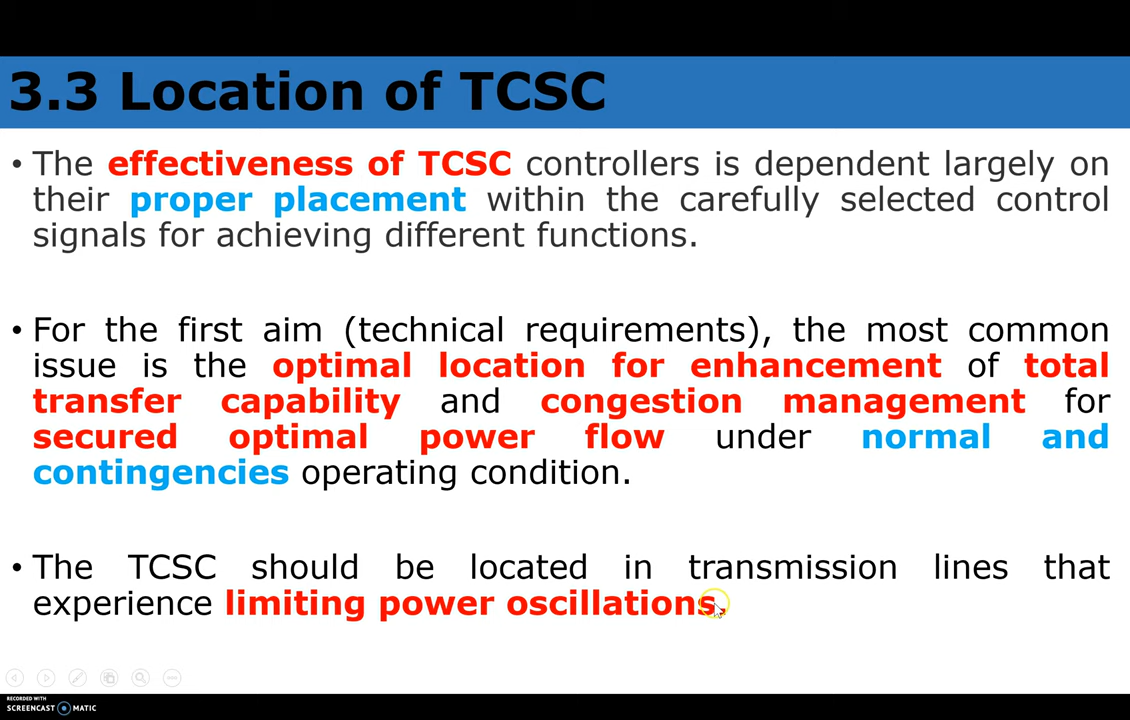 3.3 Location of TCSC
• The effectiveness of TCSC controllers is dependent largely on
their proper placement within the carefully selected control
signals for achieving different functions.
• For the first aim (technical requirements), the most common
issue is the optimal location for enhancement of total
transfer capability and congestion management for
secured optimal power flow under normal and
contingencies operating condition.
• The TCSC should be located in transmission lines that
experience limiting power oscillations.
RECORDED WITH
SCREENCAST MATIC